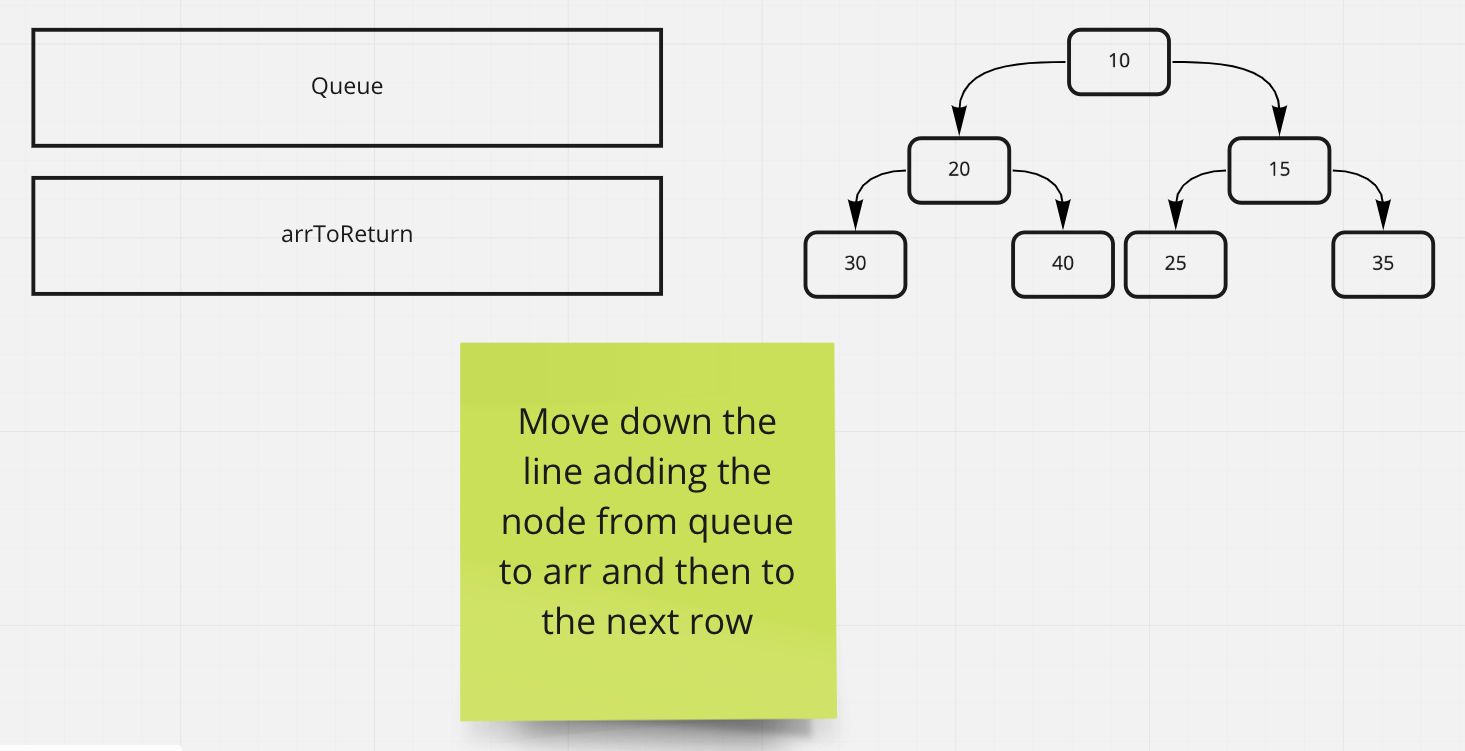 Queue
arrToReturn
10
20
15
30
40
25
35
Move down the
line adding the
node from queue
to arr and then to
the next row